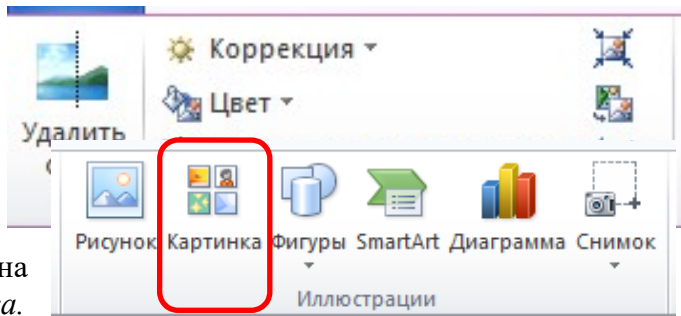 Коррекция
Цвет
Удалить
Рисунок Картинка Фигуры SmartArt Диаграмма Снимок
на
Иллюстрации